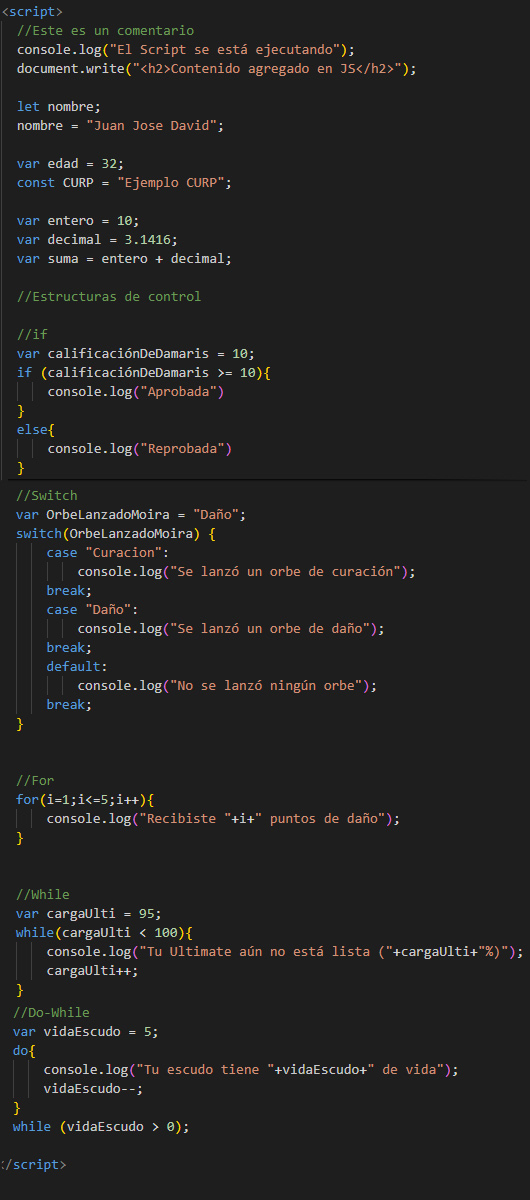 <script>
//Este es un comentario
console.log("El Script se está ejecutando");
document.write("<h2>Contenido agregado en JS</h2>");
let nombre;
nombre = "Juan Jose David";
var edad = 32;
const CURP = "Ejemplo CURP";
var entero = 10;
var decimal = 3.1416;
var suma = entero + decimal;
//Estructuras de control
//if
var calificaciónDeDamaris = 10;
if (calificaciónDeDamaris >= 10){
console.log("Aprobada")
}
else{
console.log("Reprobada")
}
//Switch
var OrbeLanzadoMoira = "Daño";
switch(OrbeLanzadoMoira) {
case "Curacion":
console.log("Se lanzó un orbe de curación");
break;
case "Daño":
console.log("Se lanzó un orbe de daño");
break;
default:
console.log("No se lanzó ningún orbe");
break;
}
//For
for(i=1;i<=5;i++){
console.log("Recibiste "+i+" puntos de daño");
}
//While
var cargaUlti = 95;
while(cargaUlti < 100){
console.log("Tu Ultimate aún no está lista ("+cargaUlti+"%)");
cargaUlti++;
}
//Do-While
var vidaEscudo = 5;
do{
console.log("Tu escudo tiene "+vidaEscudo+" de vida");
vidaEscudo--;
}
while (vidaEscudo > 0);
</script>